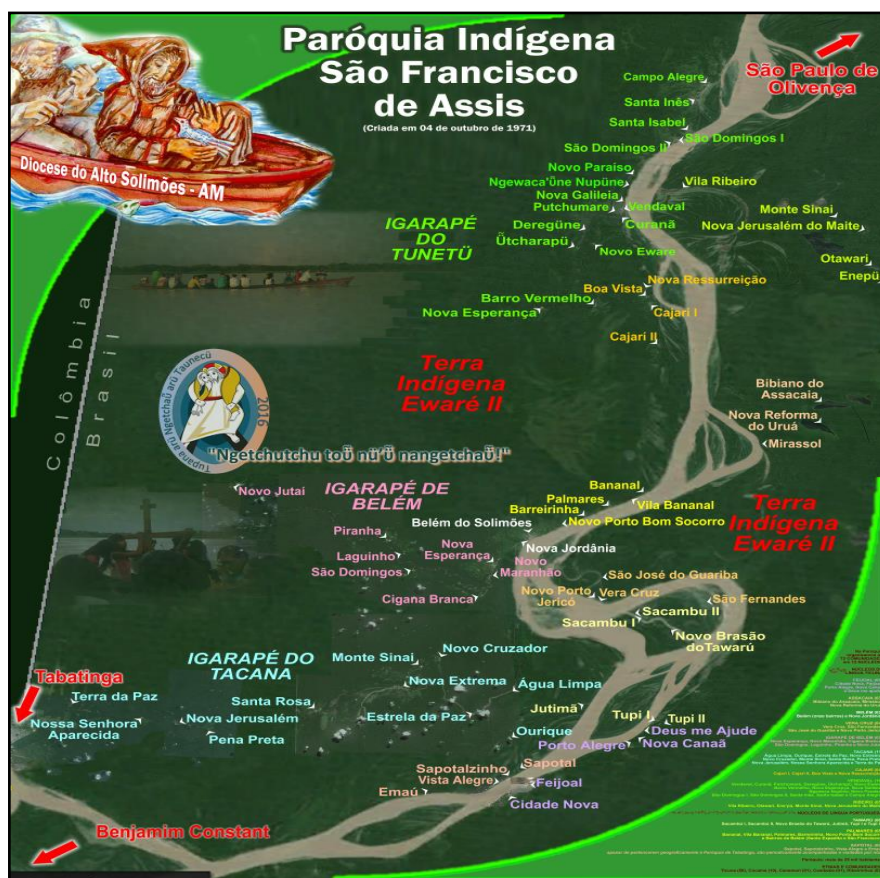 Paróquia Indígena
São Francisco
de Assis
(Criada em 04 de outubro de 1971)
Diocese do Alto Solimões - AM
São Paulo de
Olivença
Campo Alegre
Santa Inês
Santa Isabel
São Domingos I
São Domingos II
Novo Paraiso
Ngewaca'üne Nupüne
Vila Ribeiro
Nova Galileia
Putchumare
Vendaval
Monte Sinai
Deregüne
Curanã
Nova Jerusalém do Maite
IGARAPÉ
DO
TUNETÜ
Ũtcharapü
Novo Eware
Otawari
Enepü
Nova Ressurreição
Boa Vista
Barro Vermelho
Nova Esperança
Cajari I
Cajari II
Colômbia
Brasil
Terra
Indígena
Ewaré II
Bibiano do
Assacaia
Nova Reforma
do Uruá
Mirassol
2016
Tupana arü Ngetchaü arü Taunecü
"Ngetchutchu toü̃ nü'ü̃ nangetchaü̃!"
Novo Jutai
IGARAPÉ DE
BELÉM
Bananal
Palmares
Vila Bananal
Barreirinha
Terra
Indígena
Ewaré II
Belém do Solimões
Novo Porto Bom Socorro
Piranha
Nova
Esperança
Nova Jordânia
Laguinho
São Domingos
Novo
Maranhão
São José do Guariba
Cigana Branca
Novo Porto
Jericó
Vera Cruz
São Fernandes
Sacambu II
Sacambu I
Novo Brasão
doTawarú
IGARAPÉ DO
TACANA
Monte Sinai
Novo Cruzador
Tabatinga
Terra da Paz
Nova Extrema
Água Limpa
Santa Rosa
Nossa Senhora
Aparecida
Nova Jerusalém
Estrela da Paz
Jutimã
Tupi I
Tupi II
Pena Preta
Ourique
Deus me Ajude
Porto Alegre
Nova Canaã
Sapotalzinho
Sapotal
Vista Alegre
Feijoal
Emaú
Cidade Nova
Benjamim Constant